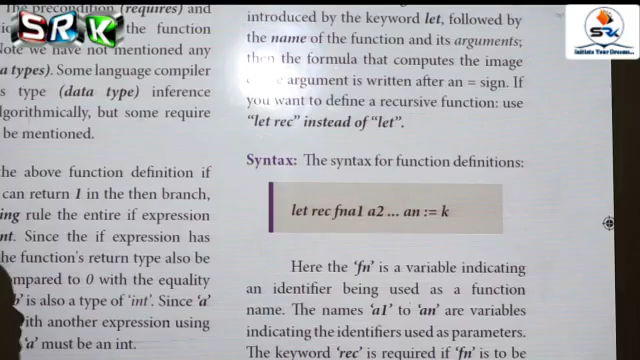 The precondition (requires) and
the function
Note we have not mentioned any
a types). Some language compiler
s type (data type) inference
lgorithmically, but some require
be mentioned.
the above function definition if
can return 1 in the then branch,
ing rule the entire if expression
nt. Since the if expression has
he function's return type also be
ompared to 0 with the equality
is also a type of 'int'. Since 'a'
ith another expression using
'a' must be an int.
introduced by the keyword let, followed by
the name of the function and its arguments;
then the formula that computes the image
argument is written after an = sign. If
you want to define a recursive function: use
"let rec" instead of "let".
Syntax: The syntax for function definitions:
let rec fna1 a2 ... an := k
Here the 'fn' is a variable indicating
an identifier being used as a function
name. The names 'a1' to 'an' are variables
indicating the identifiers used as parameters.
The keyword 'rec' is required if 'fn' is to be
S.R.K
SRK
Initiate Your Dreams...